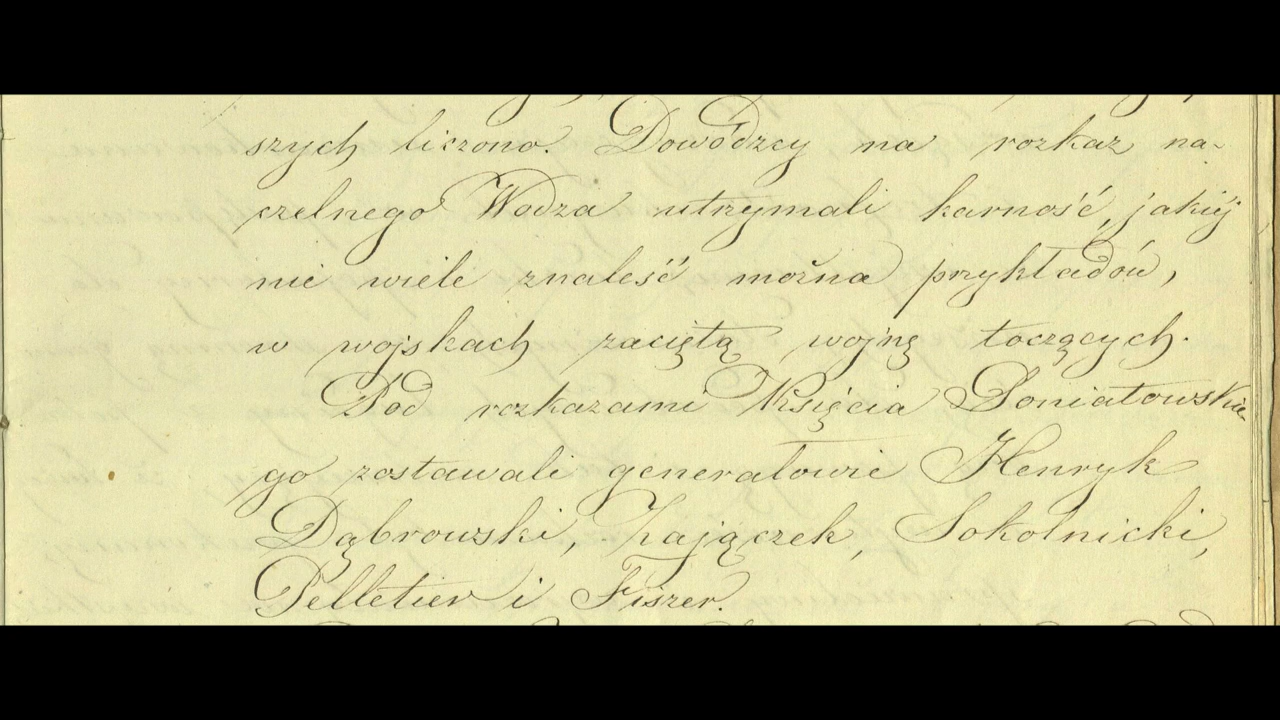 szych liczono. Dowódzcy na rozkaz na-
czelnego Wodza utrzymali karność, jakiéj
nie wiele znaleść można przykładów,
w wojskach zaciętą wojnę toczących.
Pod rozkazami Księcia Poniatowskie-
go zostawali generałowie Henryk
Dąbrowski, Zajączek, Sokolnicki,
Pelletier i Fiszer.